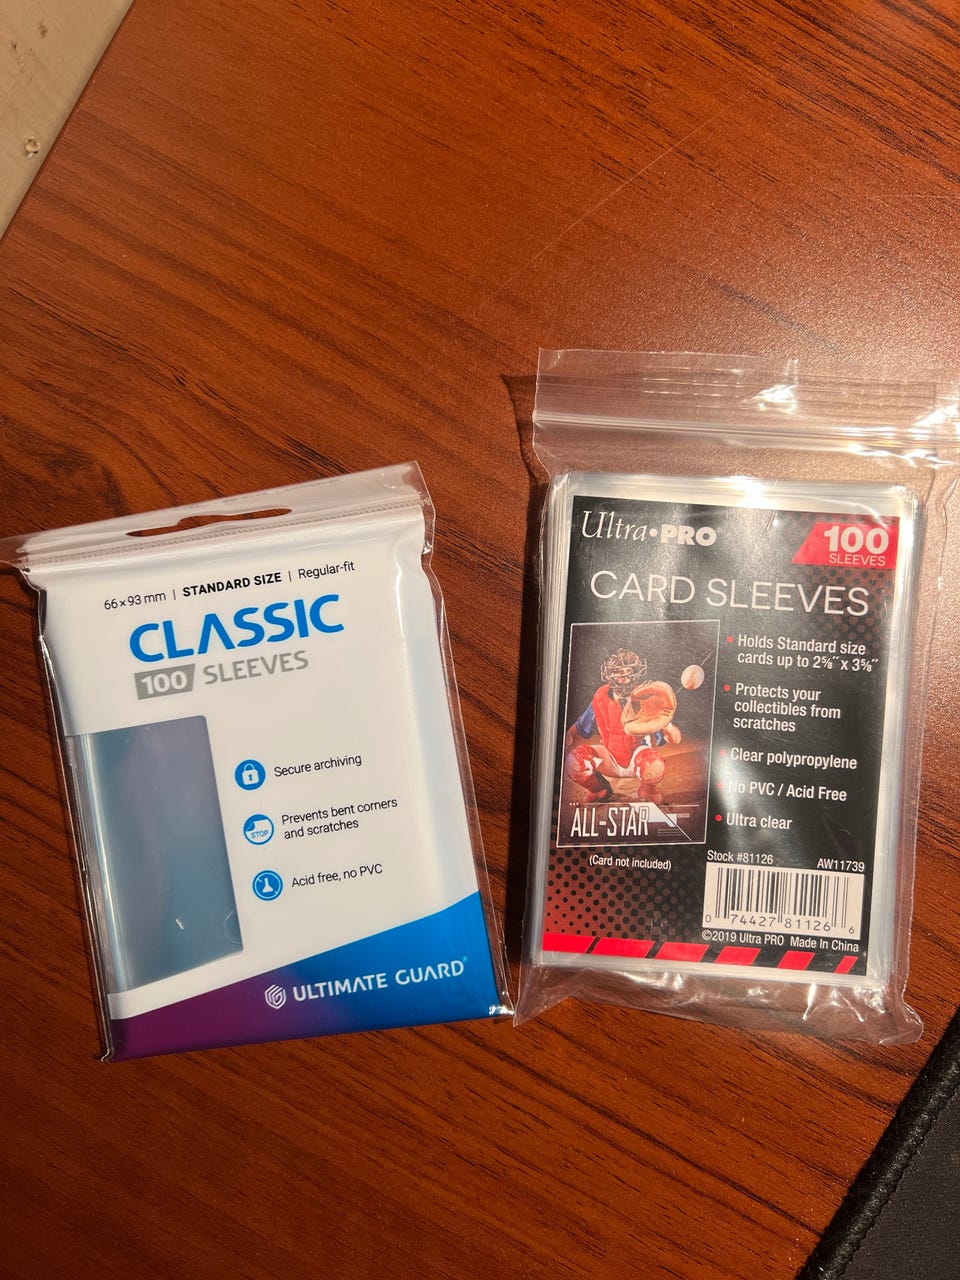 66 × 93 mm | STANDARD SIZE | Regular-fit
CLASSIC
100 SLEEVES
Secure archiving
Prevents bent corners
and scratches
STOP
Acid free, no PVC
ULTIMATE GUARD®
Ultra•PRO
100
SLEEVES
CARD SLEEVES
• Holds Standard size
cards up to 2⅝″ x 3⅝″
• Protects your
collectibles from
scratches
• Clear polypropylene
• No PVC / Acid Free
• Ultra clear
ALL-STAR
(Card not included)
Stock #81126
AW11739
0 74427 81126 6
©2019 Ultra PRO Made In China